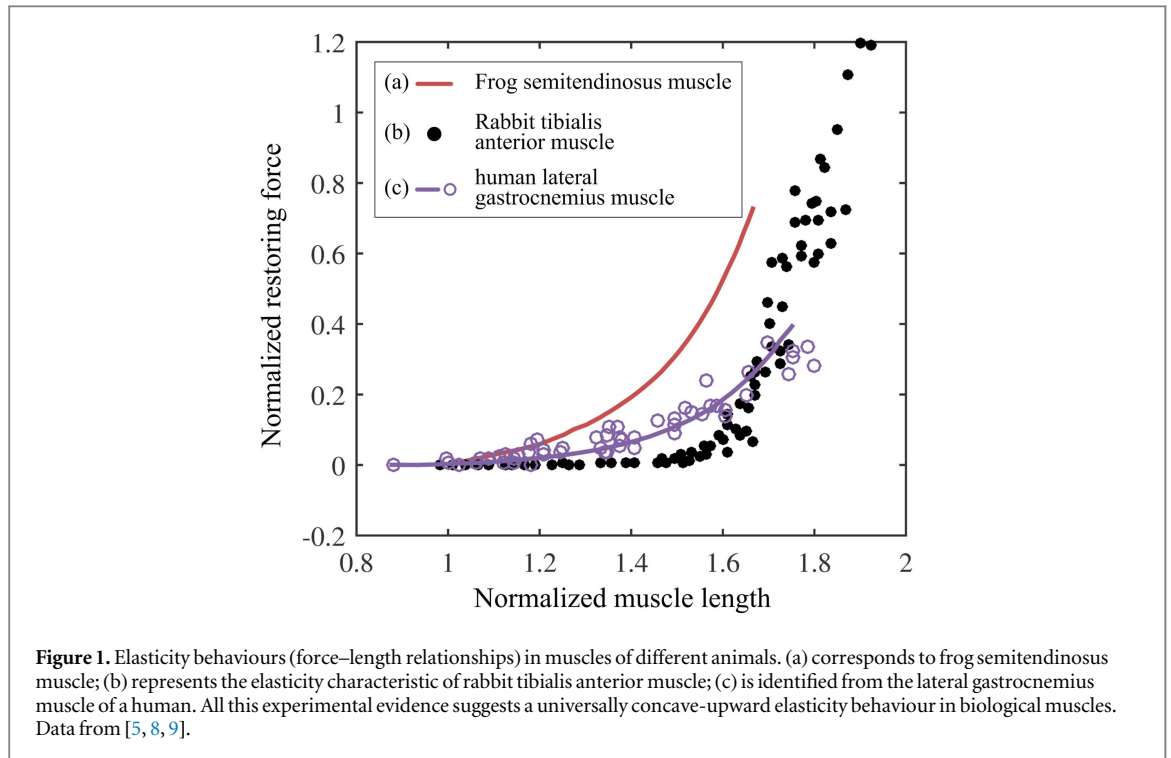 1.2
1
0.8
0.6
0.4
0.2
0
-0.2
Normalized restoring force
(a) Frog semitendinosus muscle
(b) Rabbit tibialis
anterior muscle
(c) human lateral
gastrocnemius muscle
0.8 1 1.2 1.4 1.6 1.8 2
Normalized muscle length
Figure 1. Elasticity behaviours (force–length relationships) in muscles of different animals. (a) corresponds to frog semitendinosus
muscle; (b) represents the elasticity characteristic of rabbit tibialis anterior muscle; (c) is identified from the lateral gastrocnemius
muscle of a human. All this experimental evidence suggests a universally concave-upward elasticity behaviour in biological muscles.
Data from [5, 8, 9].